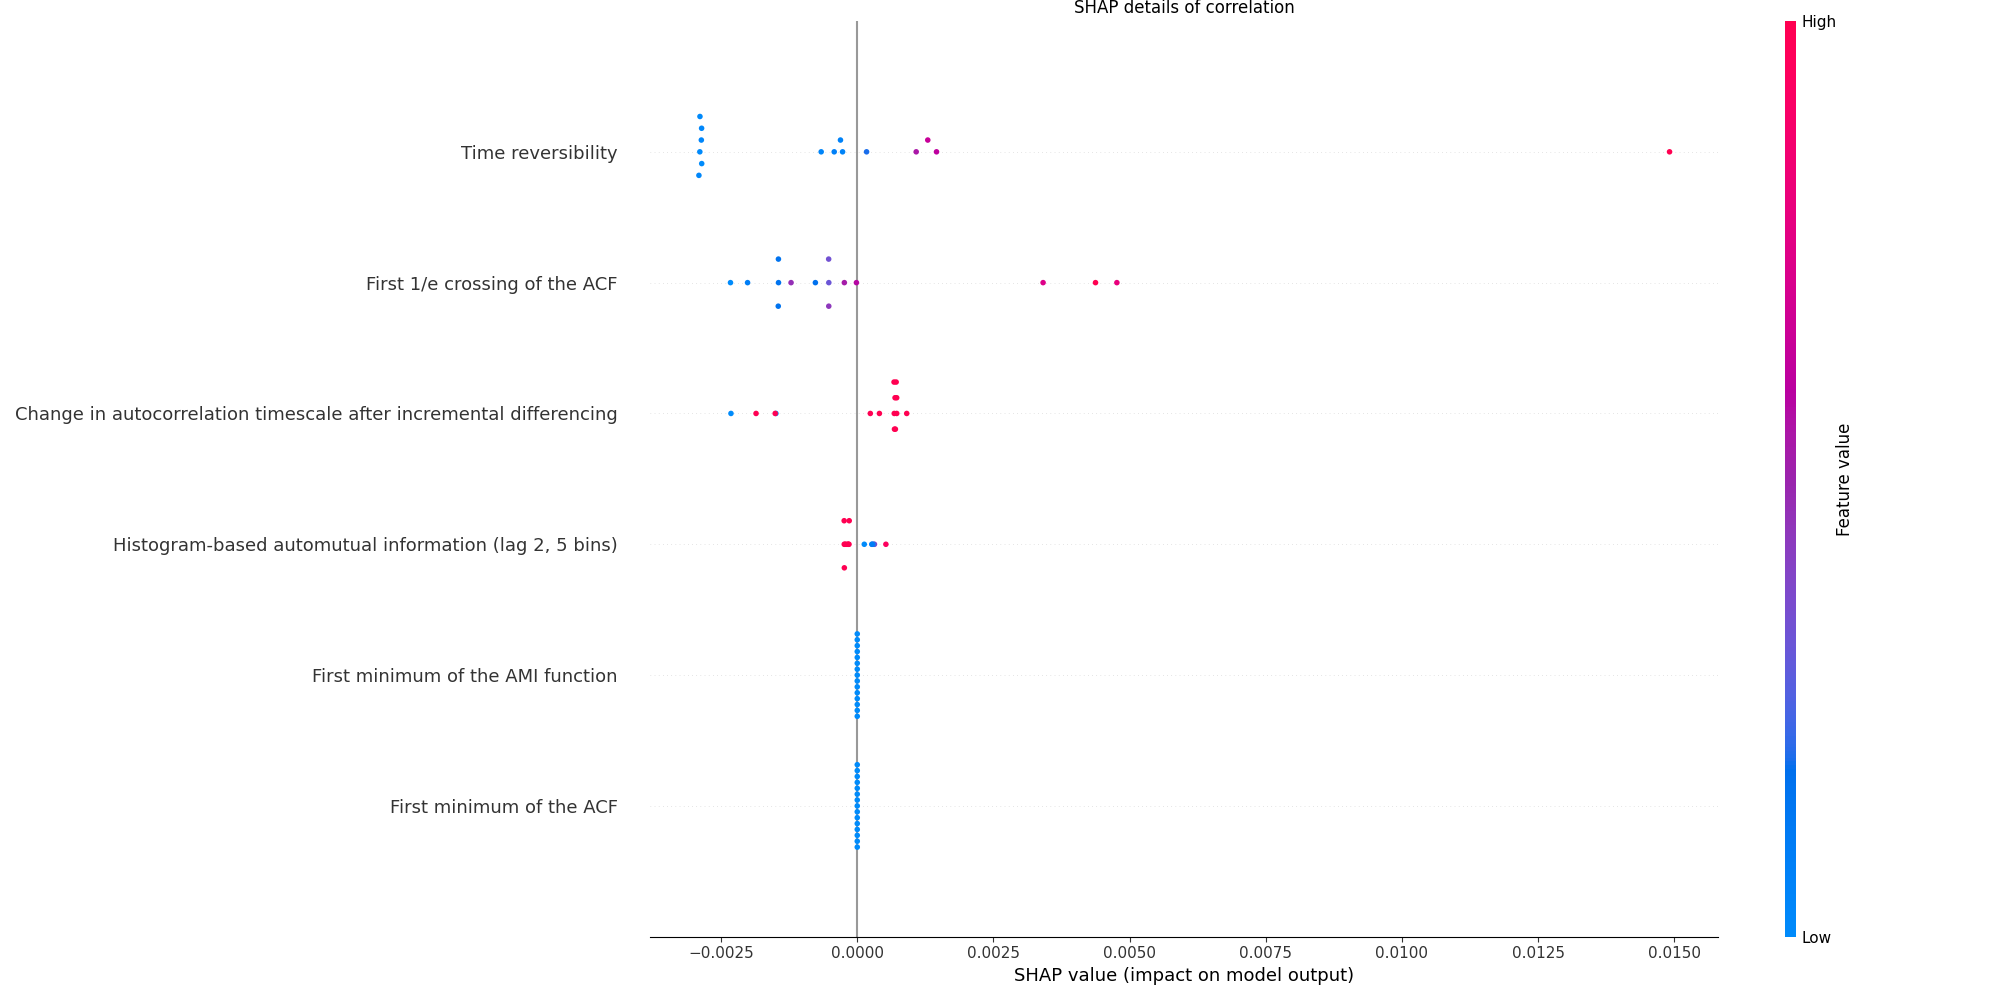 SHAP details of correlation
High
Time reversibility
First 1/e crossing of the ACF
Change in autocorrelation timescale after incremental differencing
Histogram-based automutual information (lag 2, 5 bins)
First minimum of the AMI function
First minimum of the ACF
Feature value
Low
−0.0025 0.0000 0.0025 0.0050 0.0075 0.0100 0.0125 0.0150
SHAP value (impact on model output)